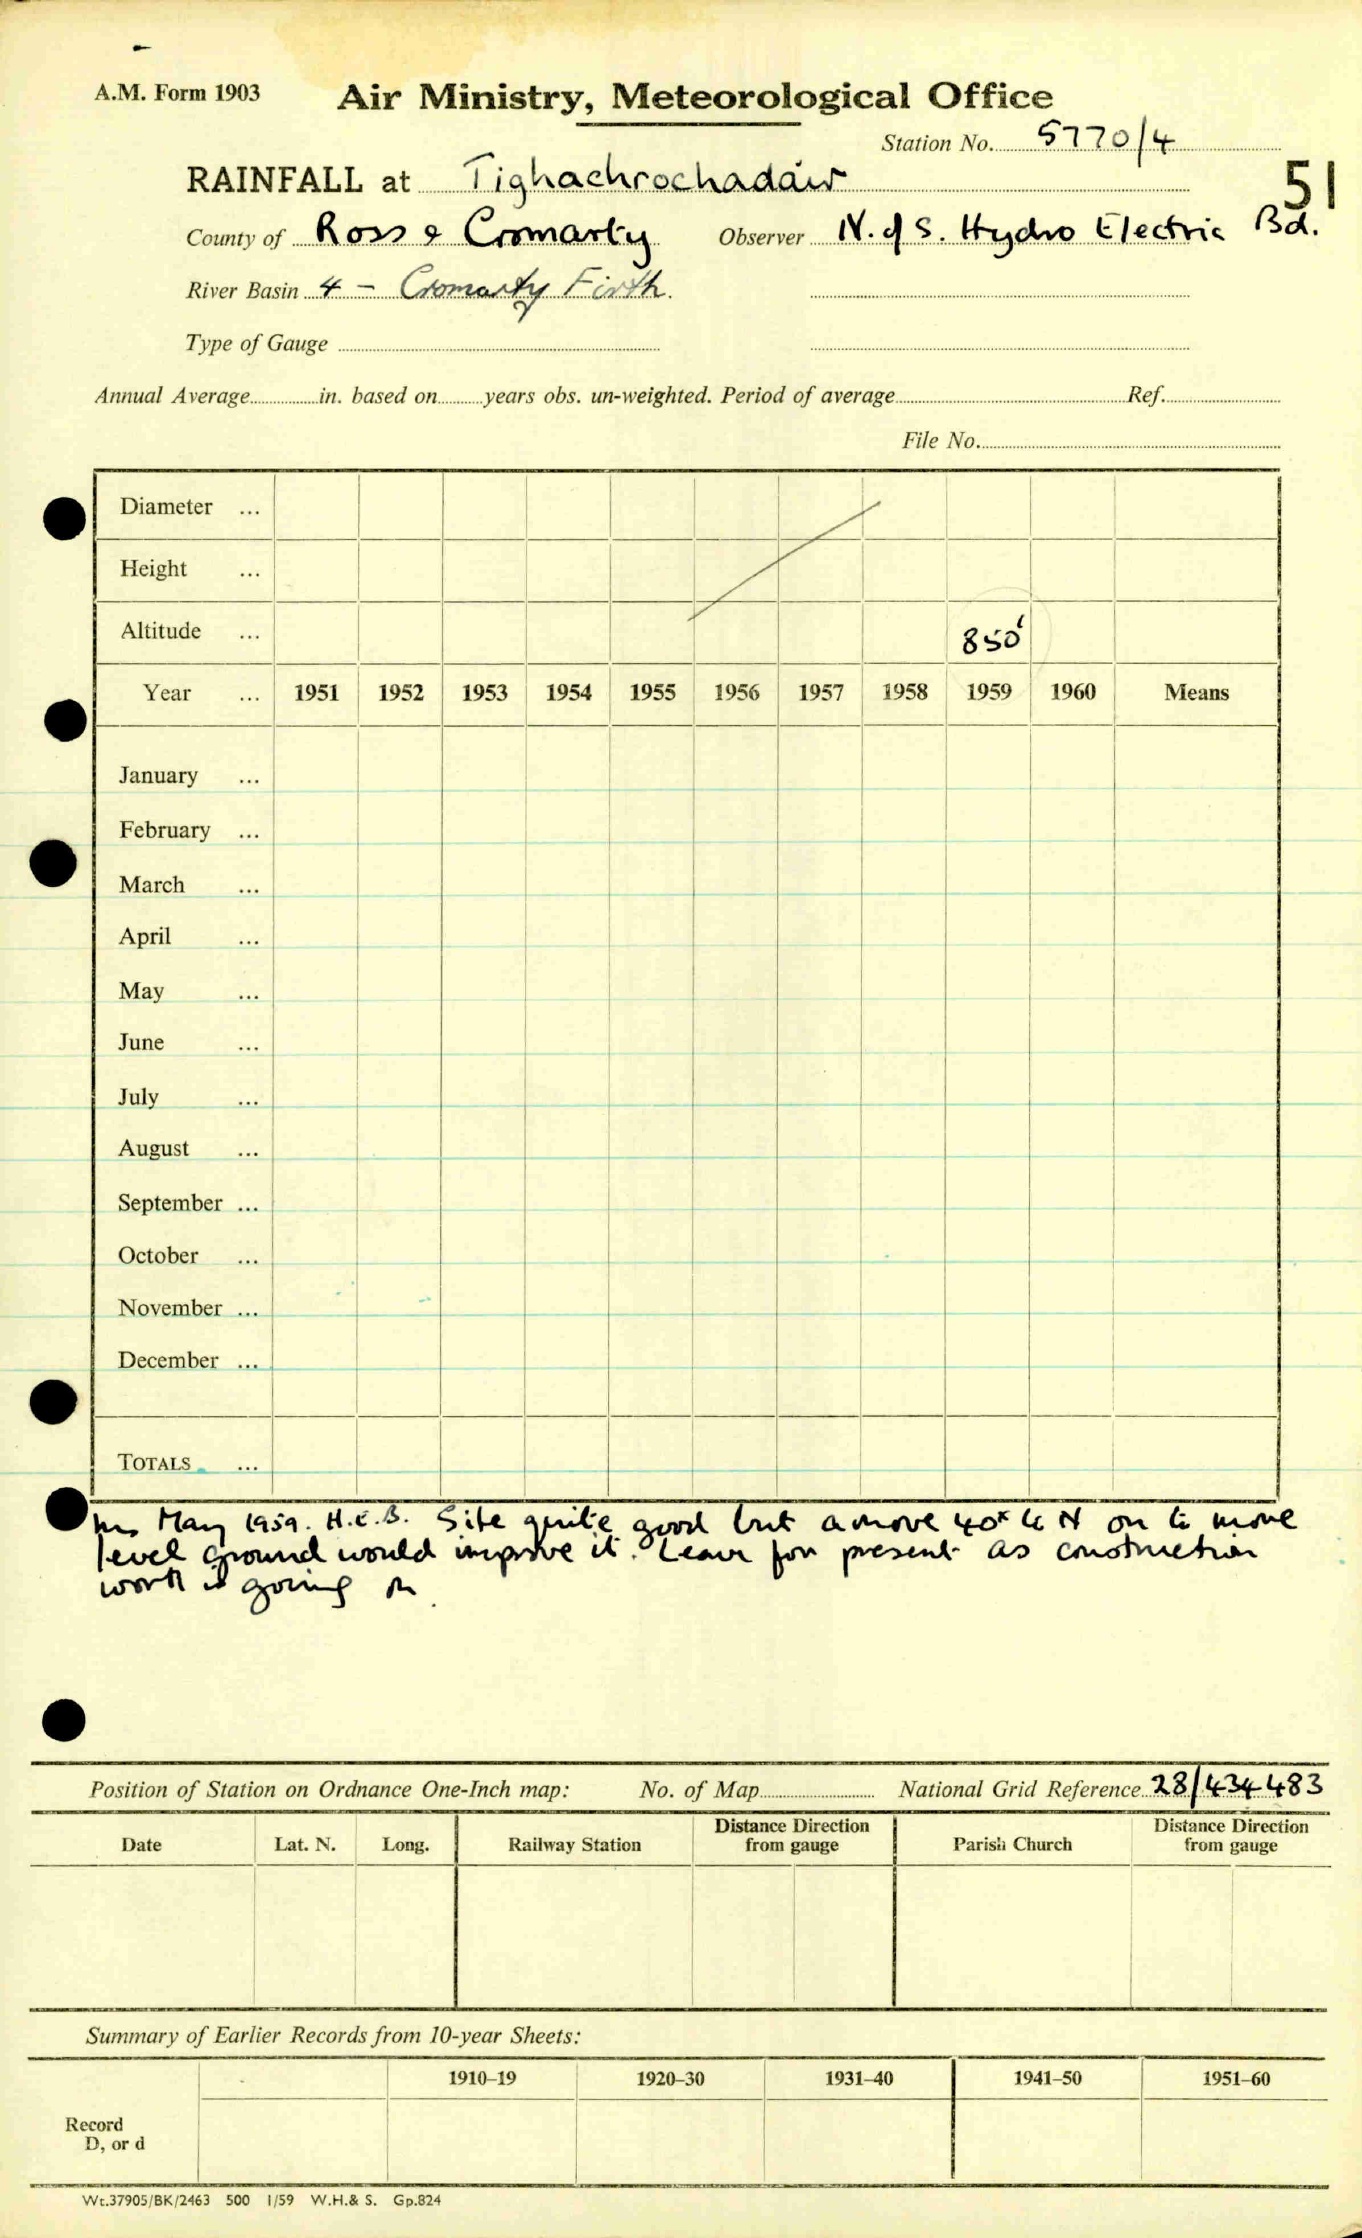 A.M. Form 1903
Air Ministry, Meteorological Office
Station No. 5770/4
51
RAINFALL at Tighachrochadair
County of Ross & Cromarty Observer N. of S. Hydro Electric Bd.
River Basin 4 - Cromarty Firth.
Type of Gauge
Annual Average in. based on years obs. un-weighted. Period of average Ref.
File No.
Diameter ...
Height ...
Altitude ... 850'
Year ... 1951 1952 1953 1954 1955 1956 1957 1958 1959 1960 Means
January ...
February ...
March ...
April ...
May ...
June ...
July ...
August ...
September ...
October ...
November ...
December ...
TOTALS ...
Ins May 1959. H.E.B. Site quite good but a move 40x to N on to more
level ground would improve it. Leave for present as construction
work is going on.
Position of Station on Ordnance One-Inch map: No. of Map National Grid Reference 28/434483
Date Lat. N. Long. Railway Station Distance Direction from gauge Parish Church Distance Direction from gauge
Summary of Earlier Records from 10-year Sheets:
1910–19 1920–30 1931–40 1941–50 1951–60
Record
D, or d
Wt.37905/BK/2463 500 1/59 W.H.& S. Gp.824